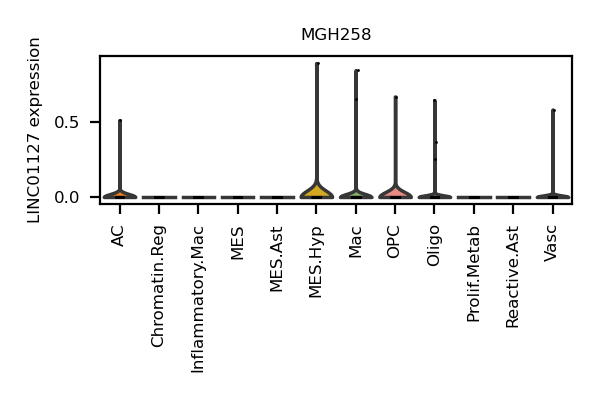 MGH258
LINC01127 expression
0.5
0.0
AC
Chromatin.Reg
Inflammatory.Mac
MES
MES.Ast
MES.Hyp
Mac
OPC
Oligo
Prolif.Metab
Reactive.Ast
Vasc